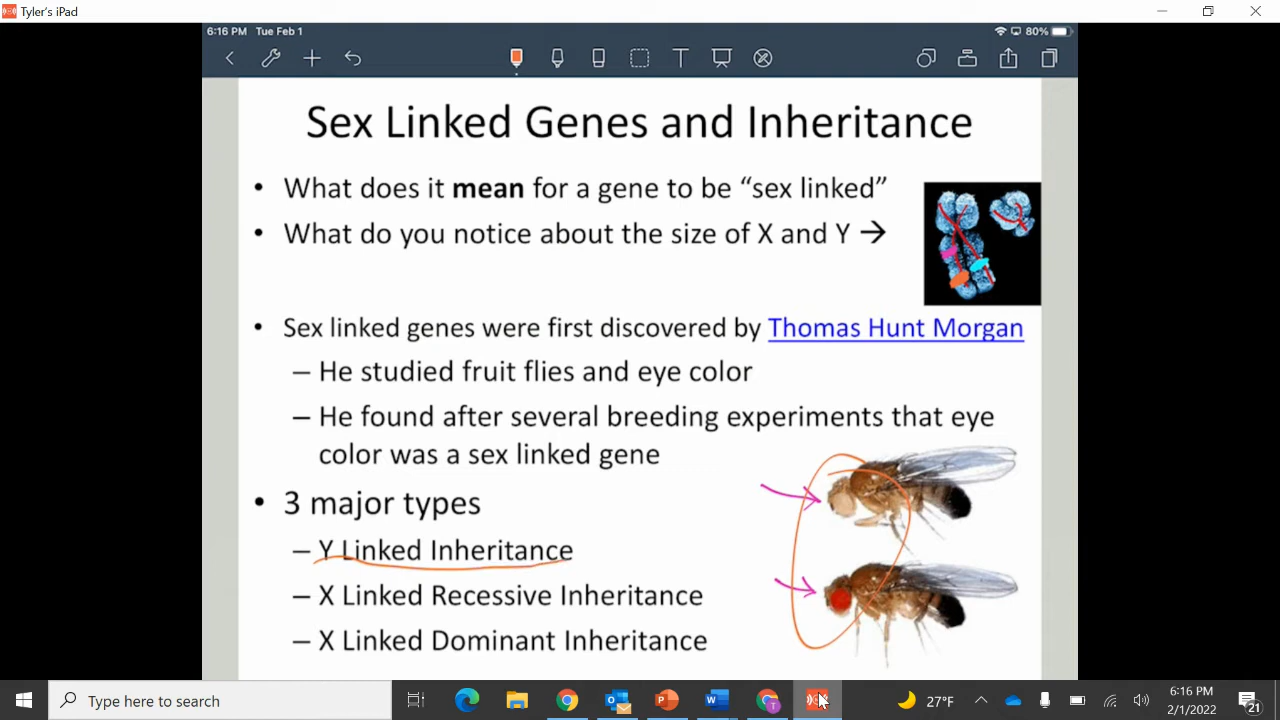 Tyler's iPad
6:16 PM Tue Feb 1
80%
Sex Linked Genes and Inheritance
• What does it mean for a gene to be “sex linked”
• What do you notice about the size of X and Y →
• Sex linked genes were first discovered by Thomas Hunt Morgan
– He studied fruit flies and eye color
– He found after several breeding experiments that eye
color was a sex linked gene
• 3 major types
– Y Linked Inheritance
– X Linked Recessive Inheritance
– X Linked Dominant Inheritance
Type here to search
27°F
6:16 PM
2/1/2022
21